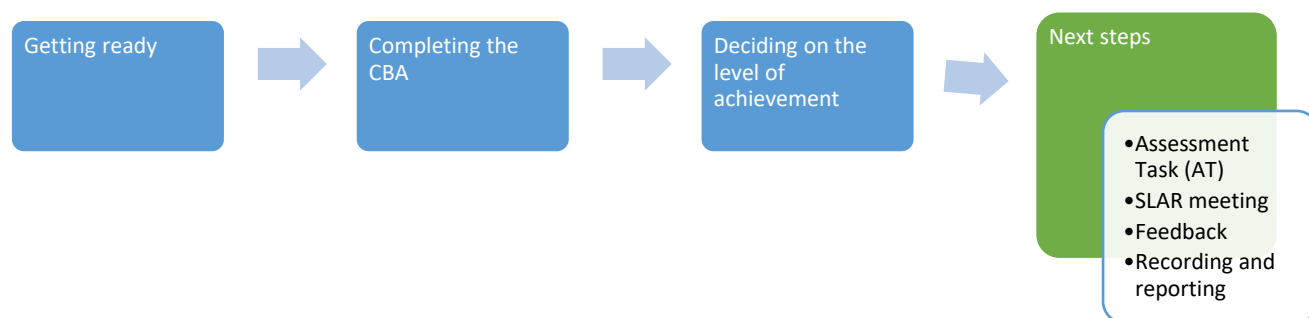 Getting ready
Completing the
CBA
Deciding on the
level of
achievement
Next steps
•Assessment
Task (AT)
•SLAR meeting
•Feedback
•Recording and
reporting